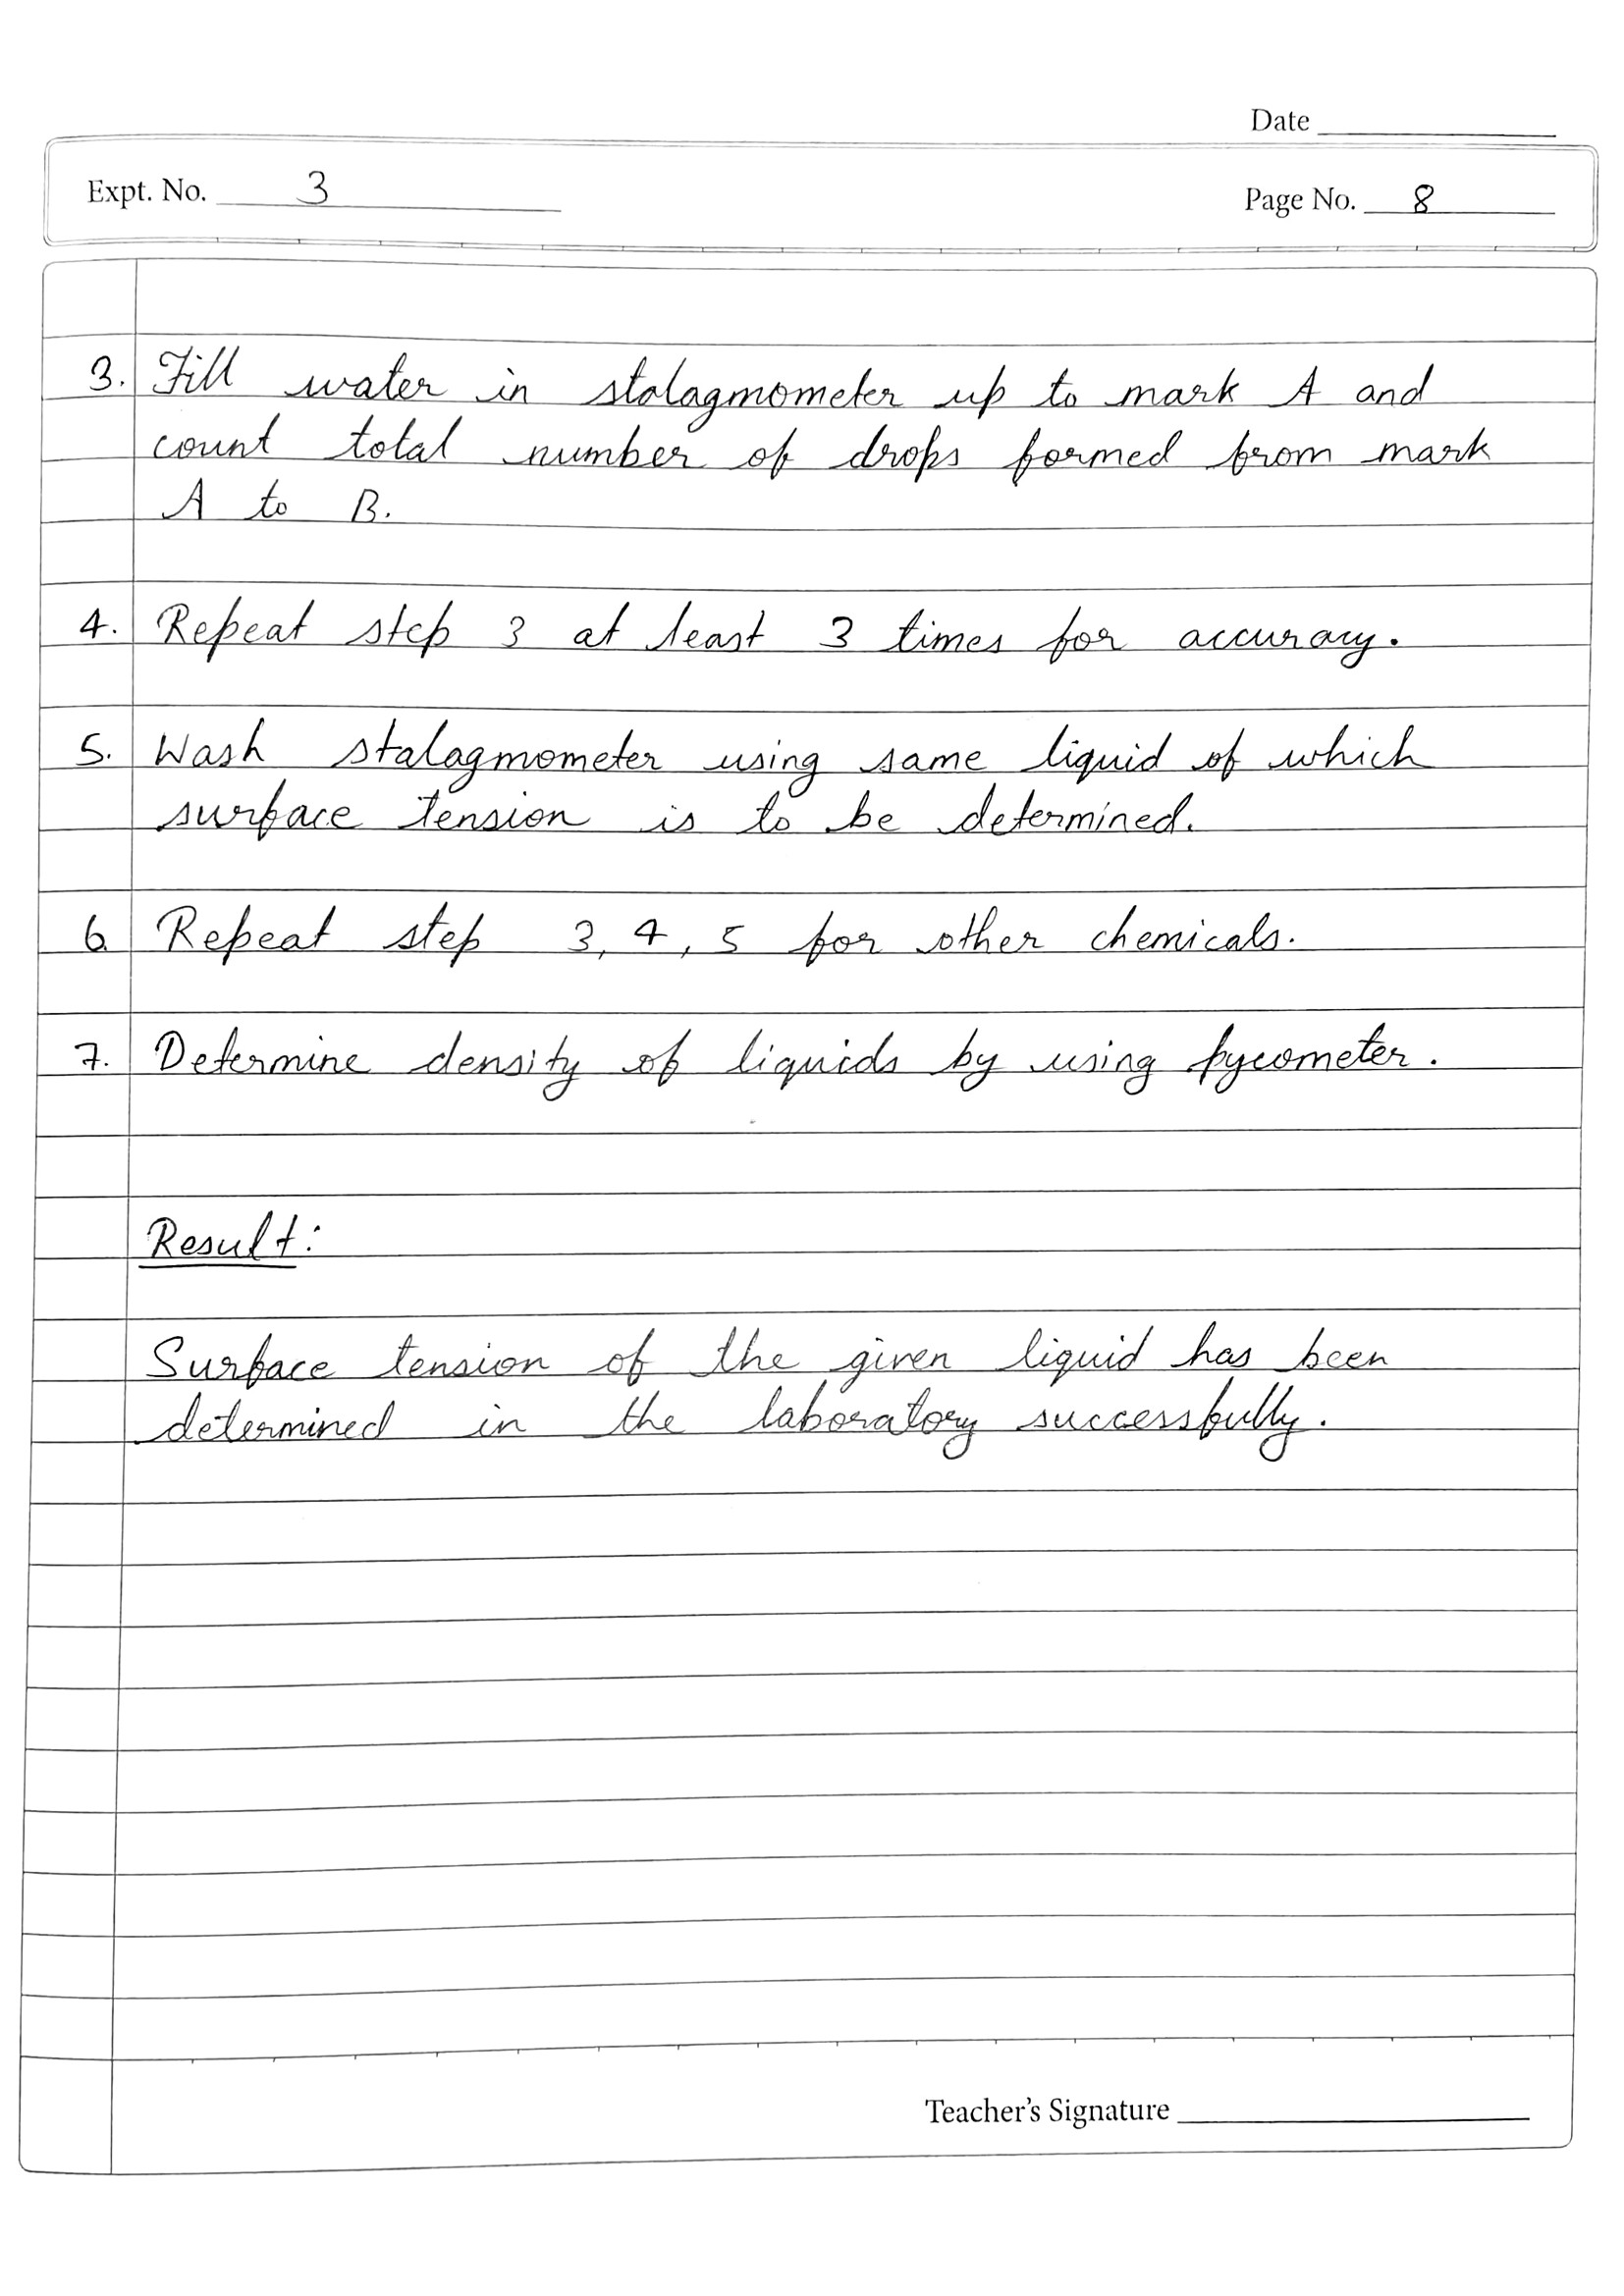 Date
Expt. No. 3
Page No. 8
3. Fill water in stalagmometer up to mark A and
count total number of drops formed from mark
A to B.
4. Repeat step 3 at least 3 times for accuracy.
5. Wash stalagmometer using same liquid of which
surface tension is to be determined.
6. Repeat step 3, 4, 5 for other chemicals.
7. Determine density of liquids by using pycometer.
Result:
Surface tension of the given liquid has been
determined in the laboratory successfully.
Teacher's Signature